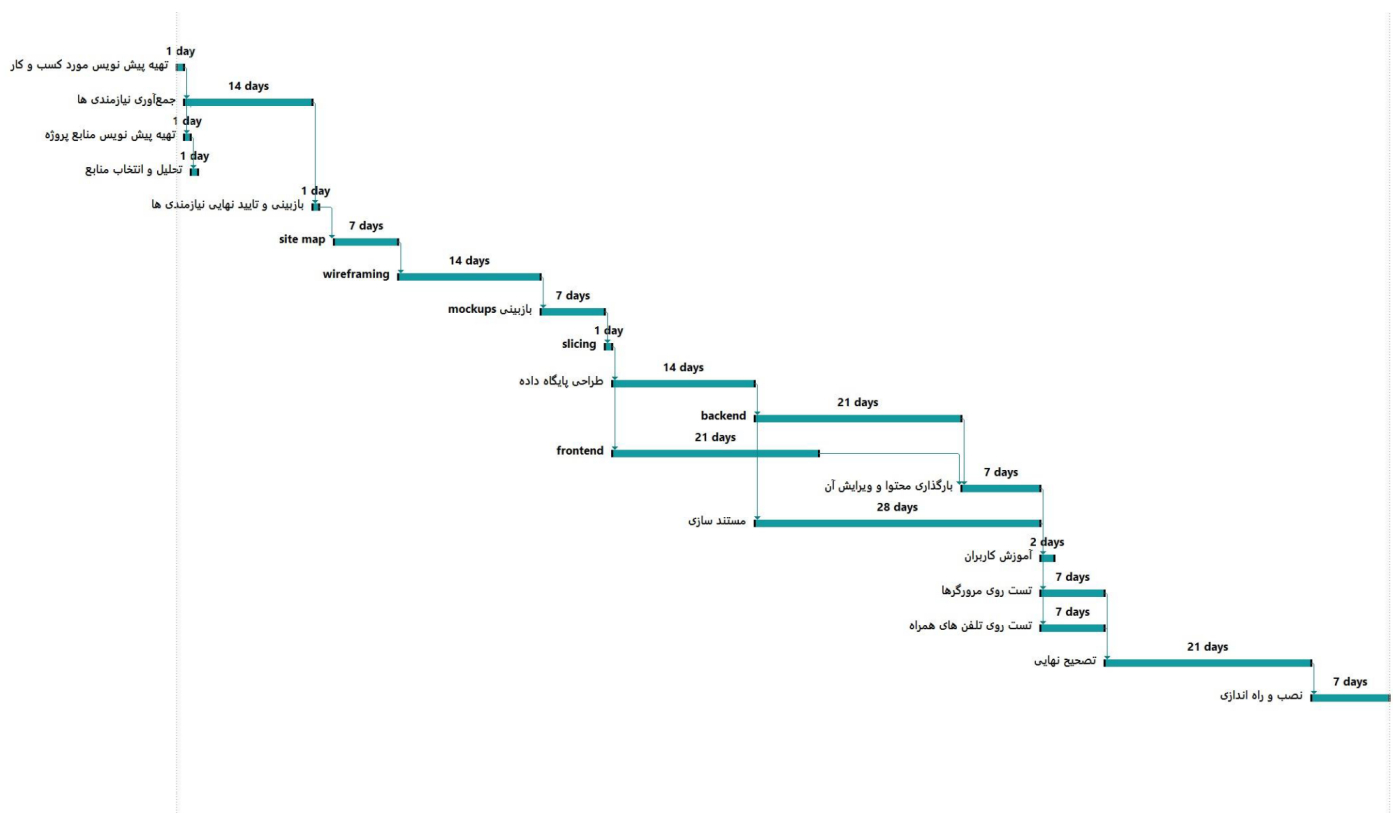 1 day
تهیه پیش نویس مورد کسب و کار
14 days
جمع‌آوری نیازمندی ها
1 day
تهیه پیش نویس منابع پروژه
1 day
تحلیل و انتخاب منابع
1 day
بازبینی و تایید نهایی نیازمندی ها
7 days
site map
14 days
wireframing
7 days
بازبینی mockups
1 day
slicing
14 days
طراحی پایگاه داده
21 days
backend
21 days
frontend
7 days
بارگذاری محتوا و ویرایش آن
28 days
مستند سازی
2 days
آموزش کاربران
7 days
تست روی مرورگرها
7 days
تست روی تلفن های همراه
21 days
تصحیح نهایی
7 days
نصب و راه اندازی